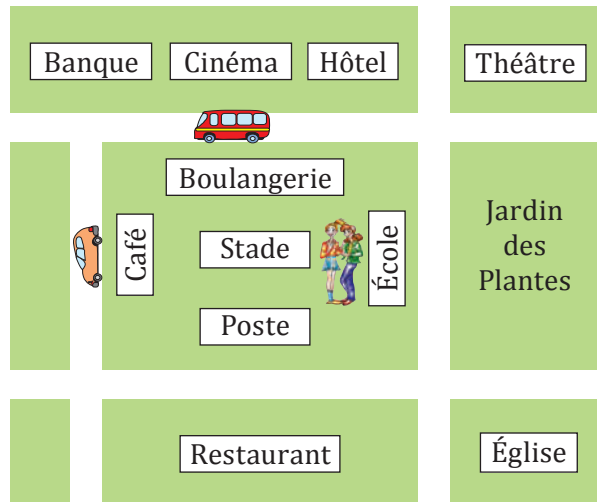 Banque
Cinéma
Hôtel
Théâtre
Boulangerie
Café
Stade
École
Jardin
des
Plantes
Poste
Restaurant
Église